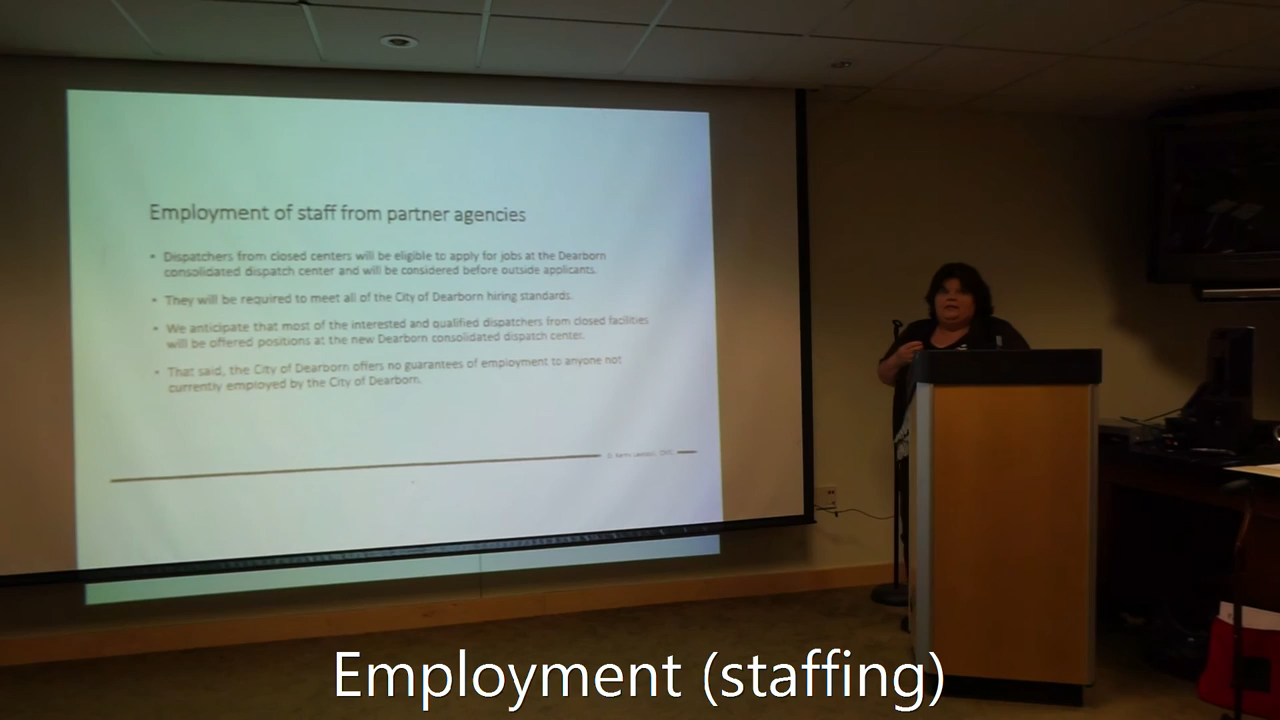 Employment of staff from partner agencies
• Dispatchers from closed centers will be eligible to apply for jobs at the Dearborn
consolidated dispatch center and will be considered before outside applicants.
• They will be required to meet all of the City of Dearborn hiring standards.
• We anticipate that most of the interested and qualified dispatchers from closed facilities
will be offered positions at the new Dearborn consolidated dispatch center.
• That said, the City of Dearborn offers no guarantees of employment to anyone not
currently employed by the City of Dearborn.
Employment (staffing)